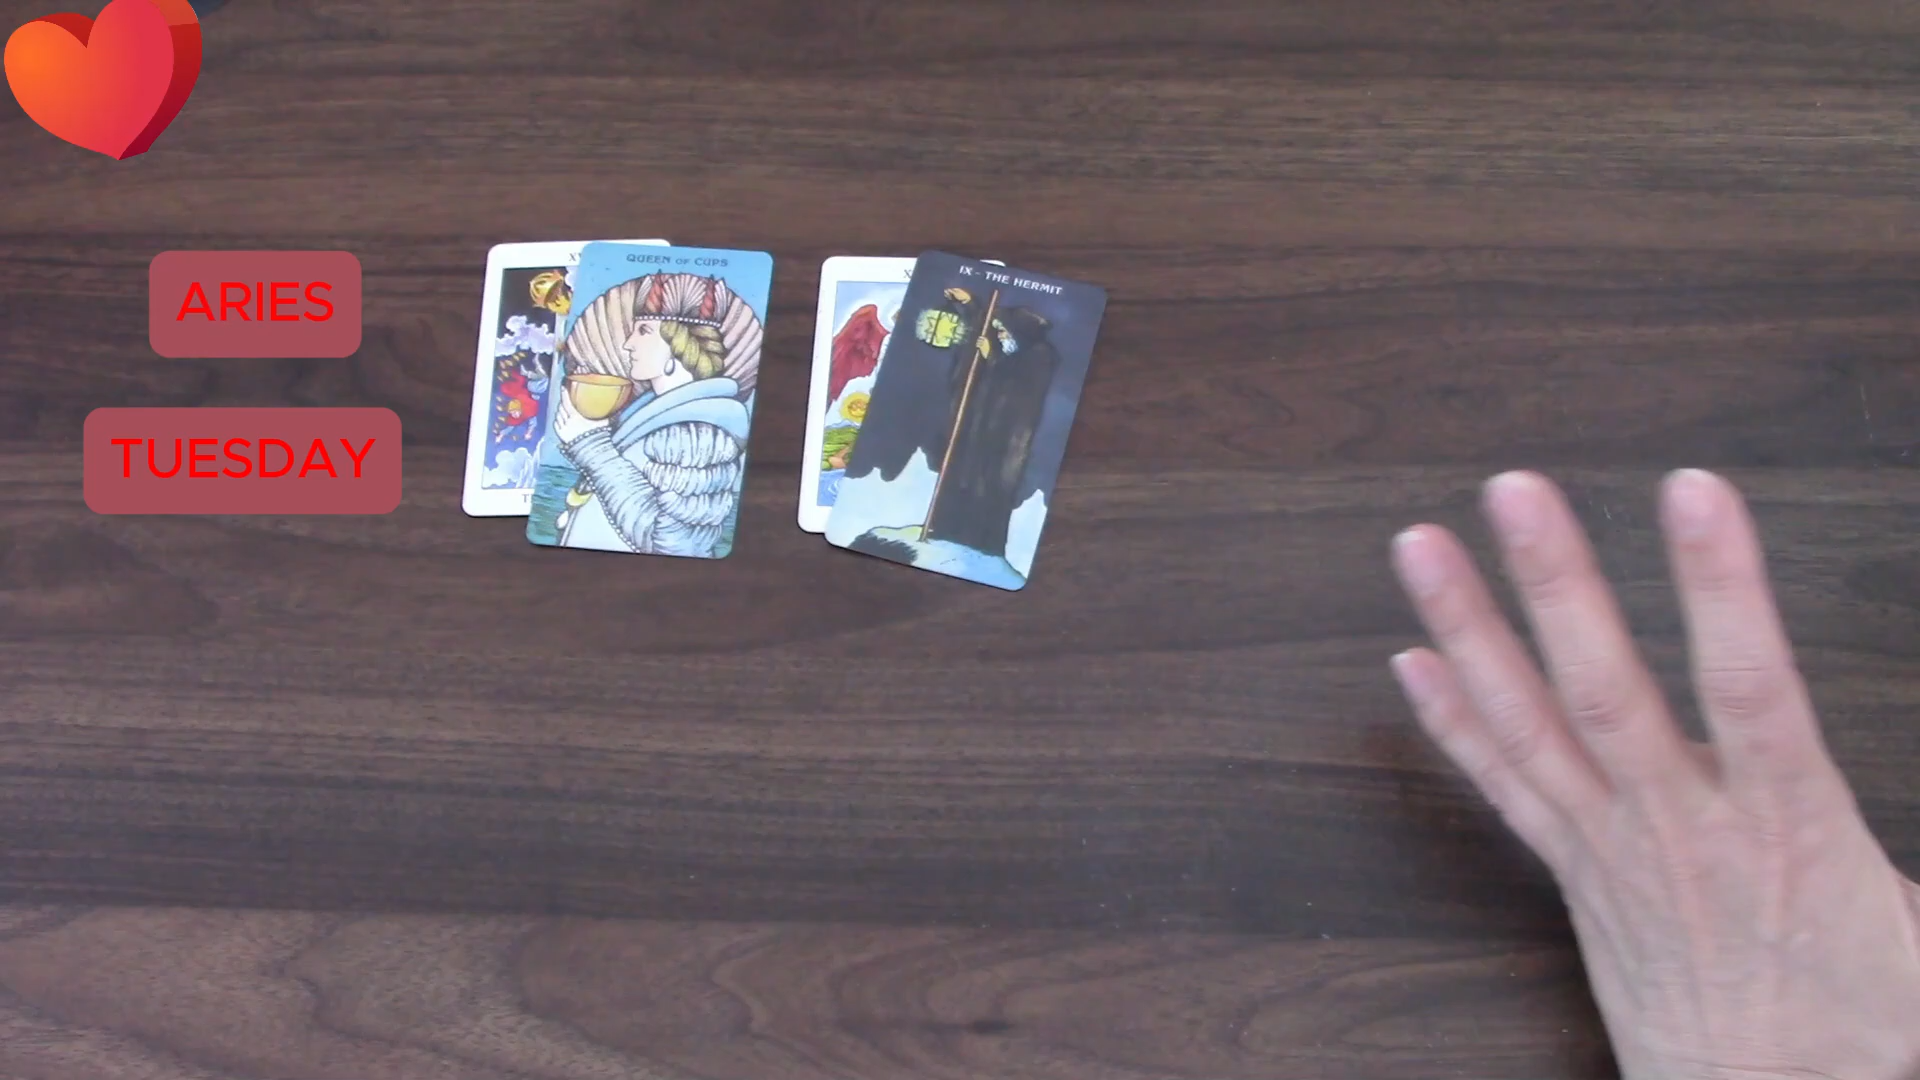 ARIES
TUESDAY
QUEEN OF CUPS
IX - THE HERMIT